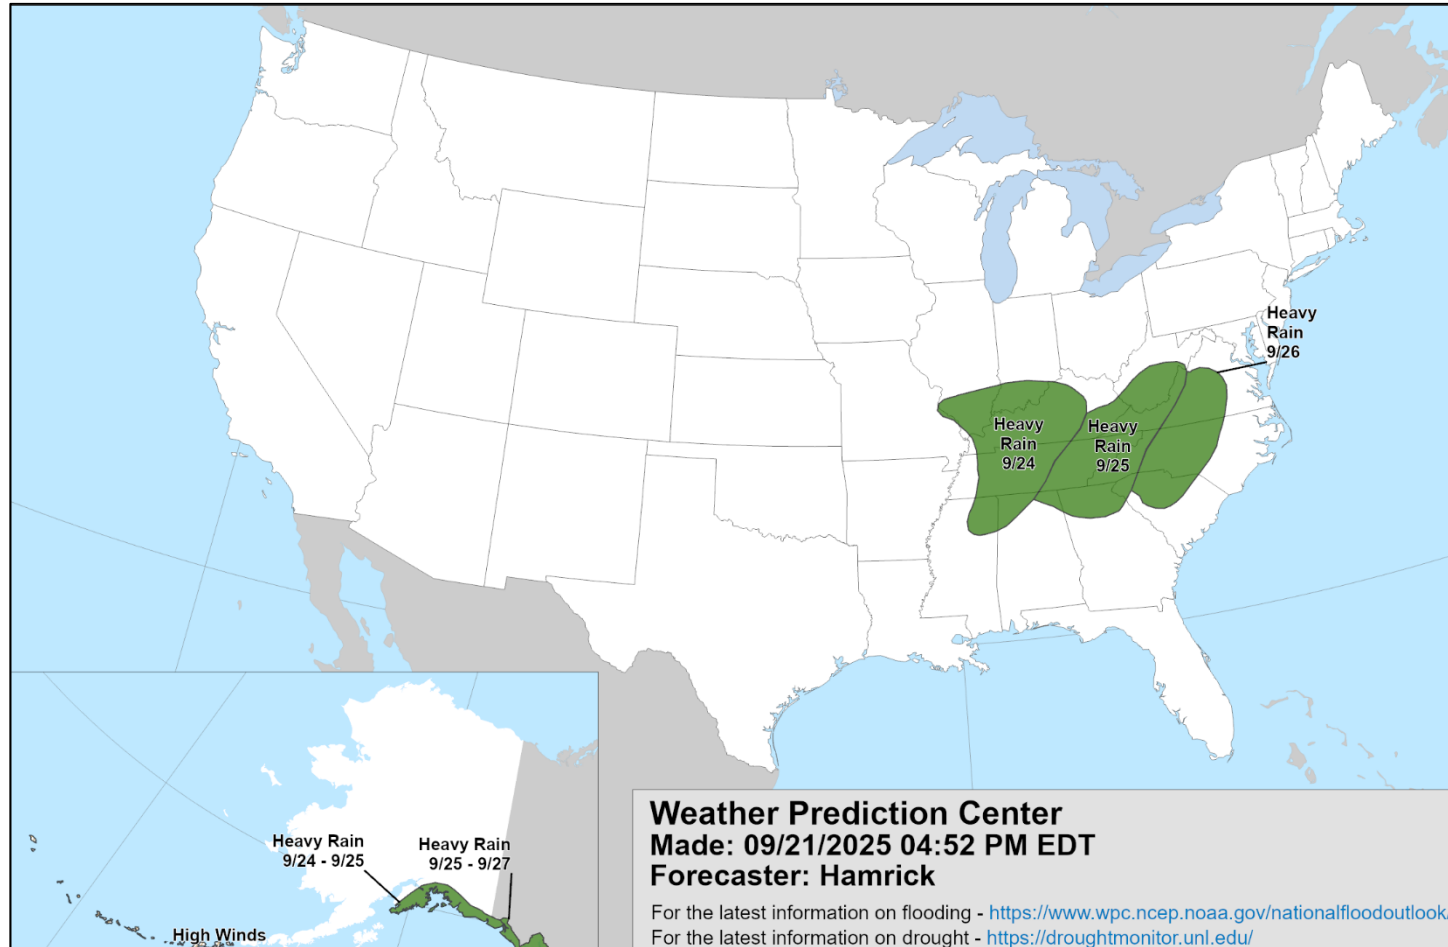 Heavy
Rain
9/26
Heavy
Rain
9/24
Heavy
Rain
9/25
Heavy Rain
9/24 - 9/25
Heavy Rain
9/25 - 9/27
High Winds
Weather Prediction Center
Made: 09/21/2025 04:52 PM EDT
Forecaster: Hamrick
For the latest information on flooding - https://www.wpc.ncep.noaa.gov/nationalfloodoutlook/
For the latest information on drought - https://droughtmonitor.unl.edu/